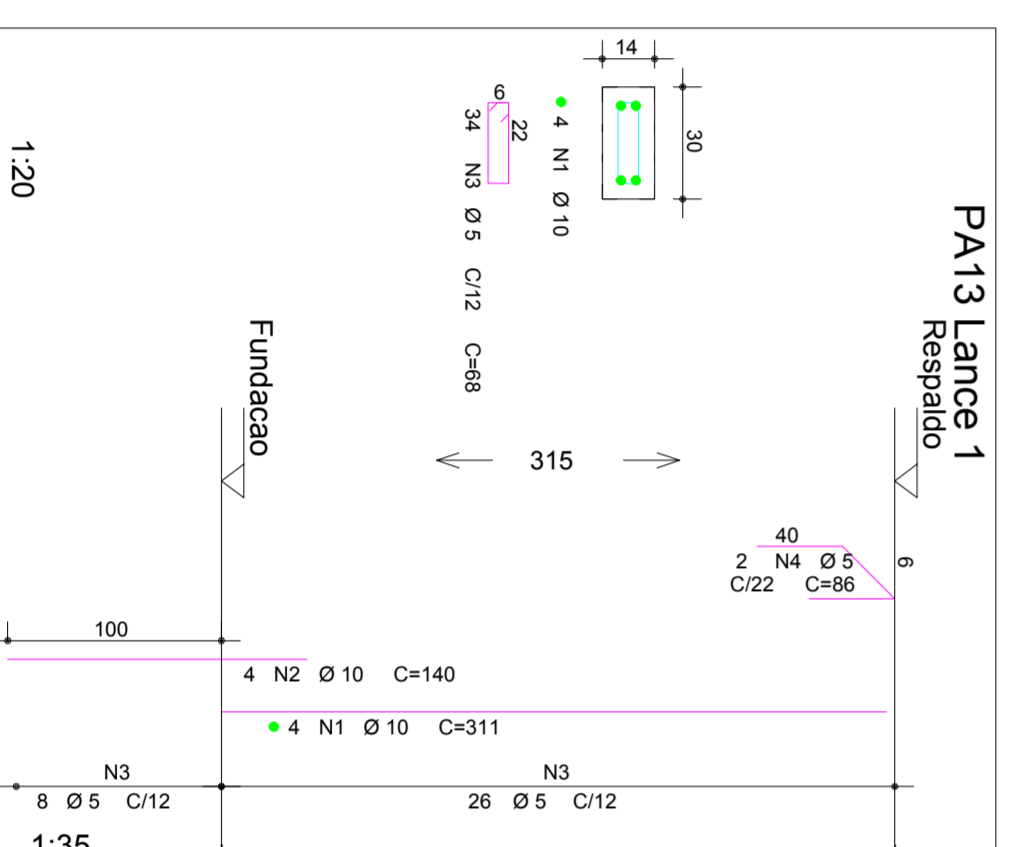 PA13 Lance 1
Respaldo
14
30
4 N1 Ø 10
6
22
34 N3 Ø 5 C/12 C=68
1:20
Fundacao
315
40
2 N4 Ø 5
C/22 C=86
6
100
4 N2 Ø 10 C=140
4 N1 Ø 10 C=311
N3
8 Ø 5 C/12
N3
26 Ø 5 C/12
1:35